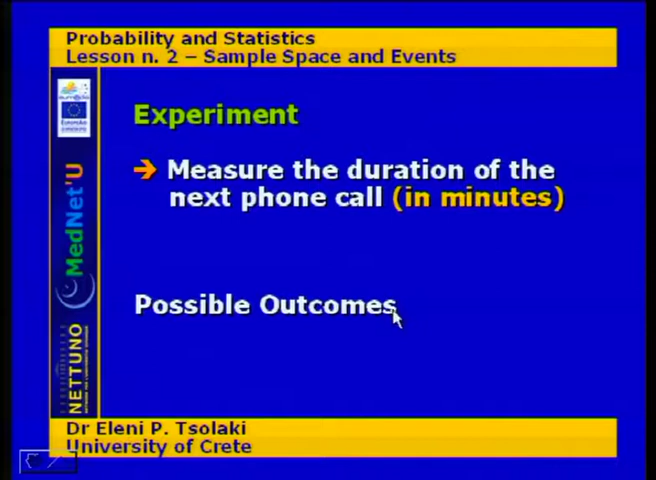 Probability and Statistics
Lesson n. 2 – Sample Space and Events
Experiment
➔ Measure the duration of the
next phone call (in minutes)
Possible Outcomes
MedNet'U
NETTUNO
Dr Eleni P. Tsolaki
University of Crete